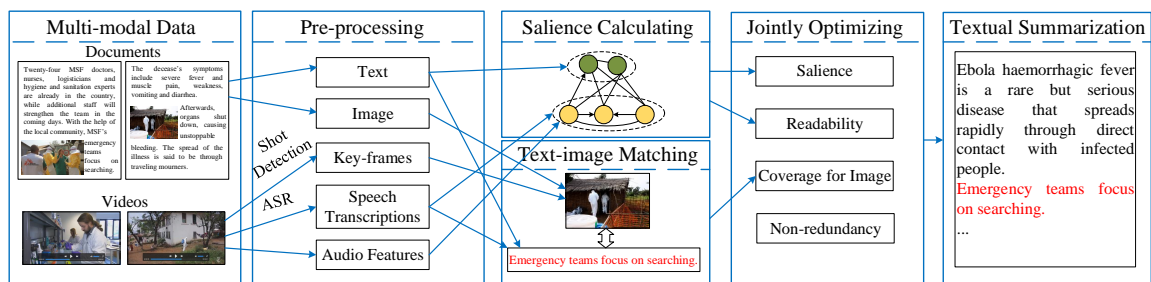 Multi-modal Data
Documents
Twenty-four MSF doctors,
nurses, logisticians and
hygiene and sanitation experts
are already in the country,
while additional staff will
strengthen the team in the
coming days. With the help of
the local community, MSF's
emergency
teams
focus on
searching.
The decease's symptoms
include severe fever and
muscle pain, weakness,
vomiting and diarrhea.
Afterwards,
organs shut
down, causing
unstoppable
bleeding. The spread of the
illness is said to be through
traveling mourners.
Videos
Shot
Detection
ASR
Pre-processing
Text
Image
Key-frames
Speech
Transcriptions
Audio Features
Salience Calculating
Text-image Matching
Emergency teams focus on searching.
Jointly Optimizing
Salience
Readability
Coverage for Image
Non-redundancy
Textual Summarization
Ebola haemorrhagic fever
is a rare but serious
disease that spreads
rapidly through direct
contact with infected
people.
Emergency teams focus
on searching.
...